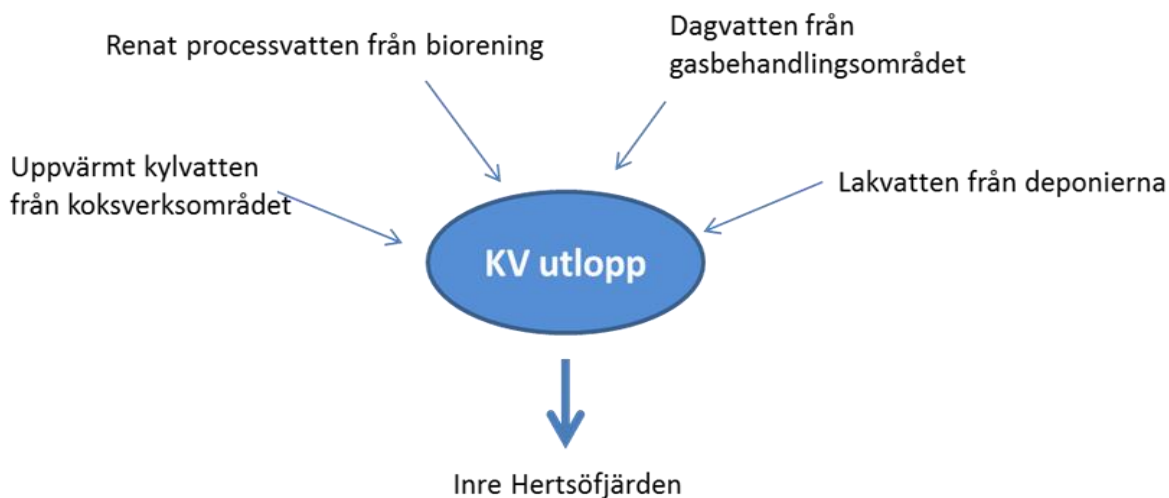 Renat processvatten från biorening
Dagvatten från
gasbehandlingsområdet
Uppvärmt kylvatten
från koksverksområdet
Lakvatten från deponierna
KV utlopp
Inre Hertsöfjärden